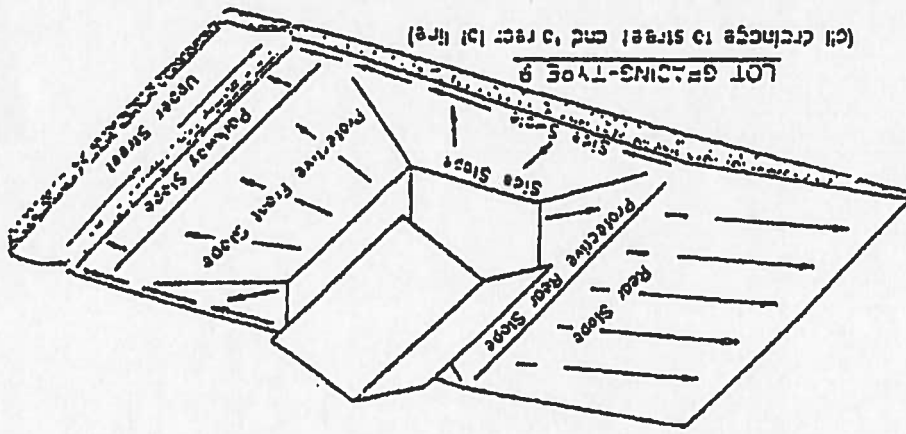 LOT GRADING-TYPE B
(all drainage to street and to rear lot line)
Rear Slope
Protective Rear Slope
Side Slope
Side
Swale
Protective Front Slope
Parkway
Slope
Upper Street